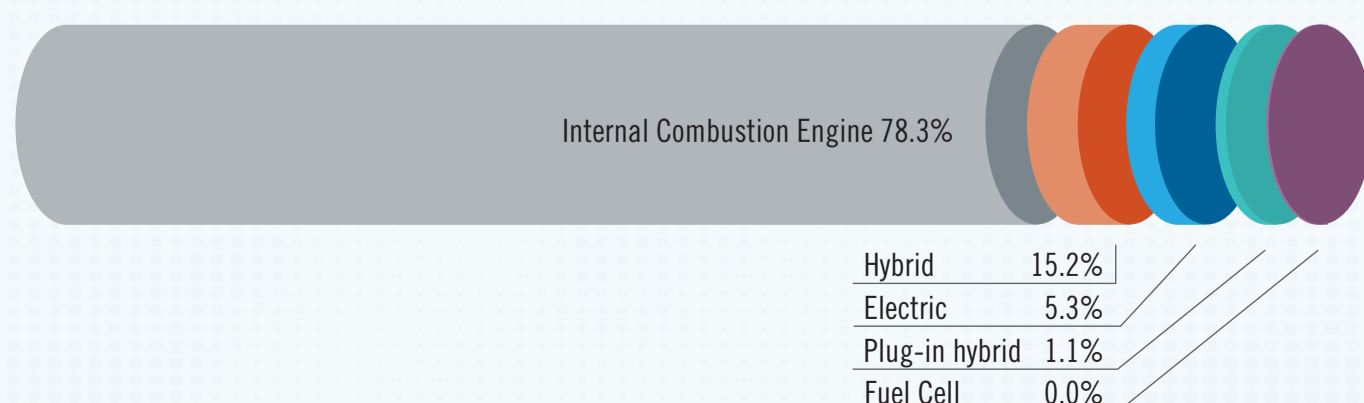 Internal Combustion Engine 78.3%
Hybrid 15.2%
Electric 5.3%
Plug-in hybrid 1.1%
Fuel Cell 0.0%